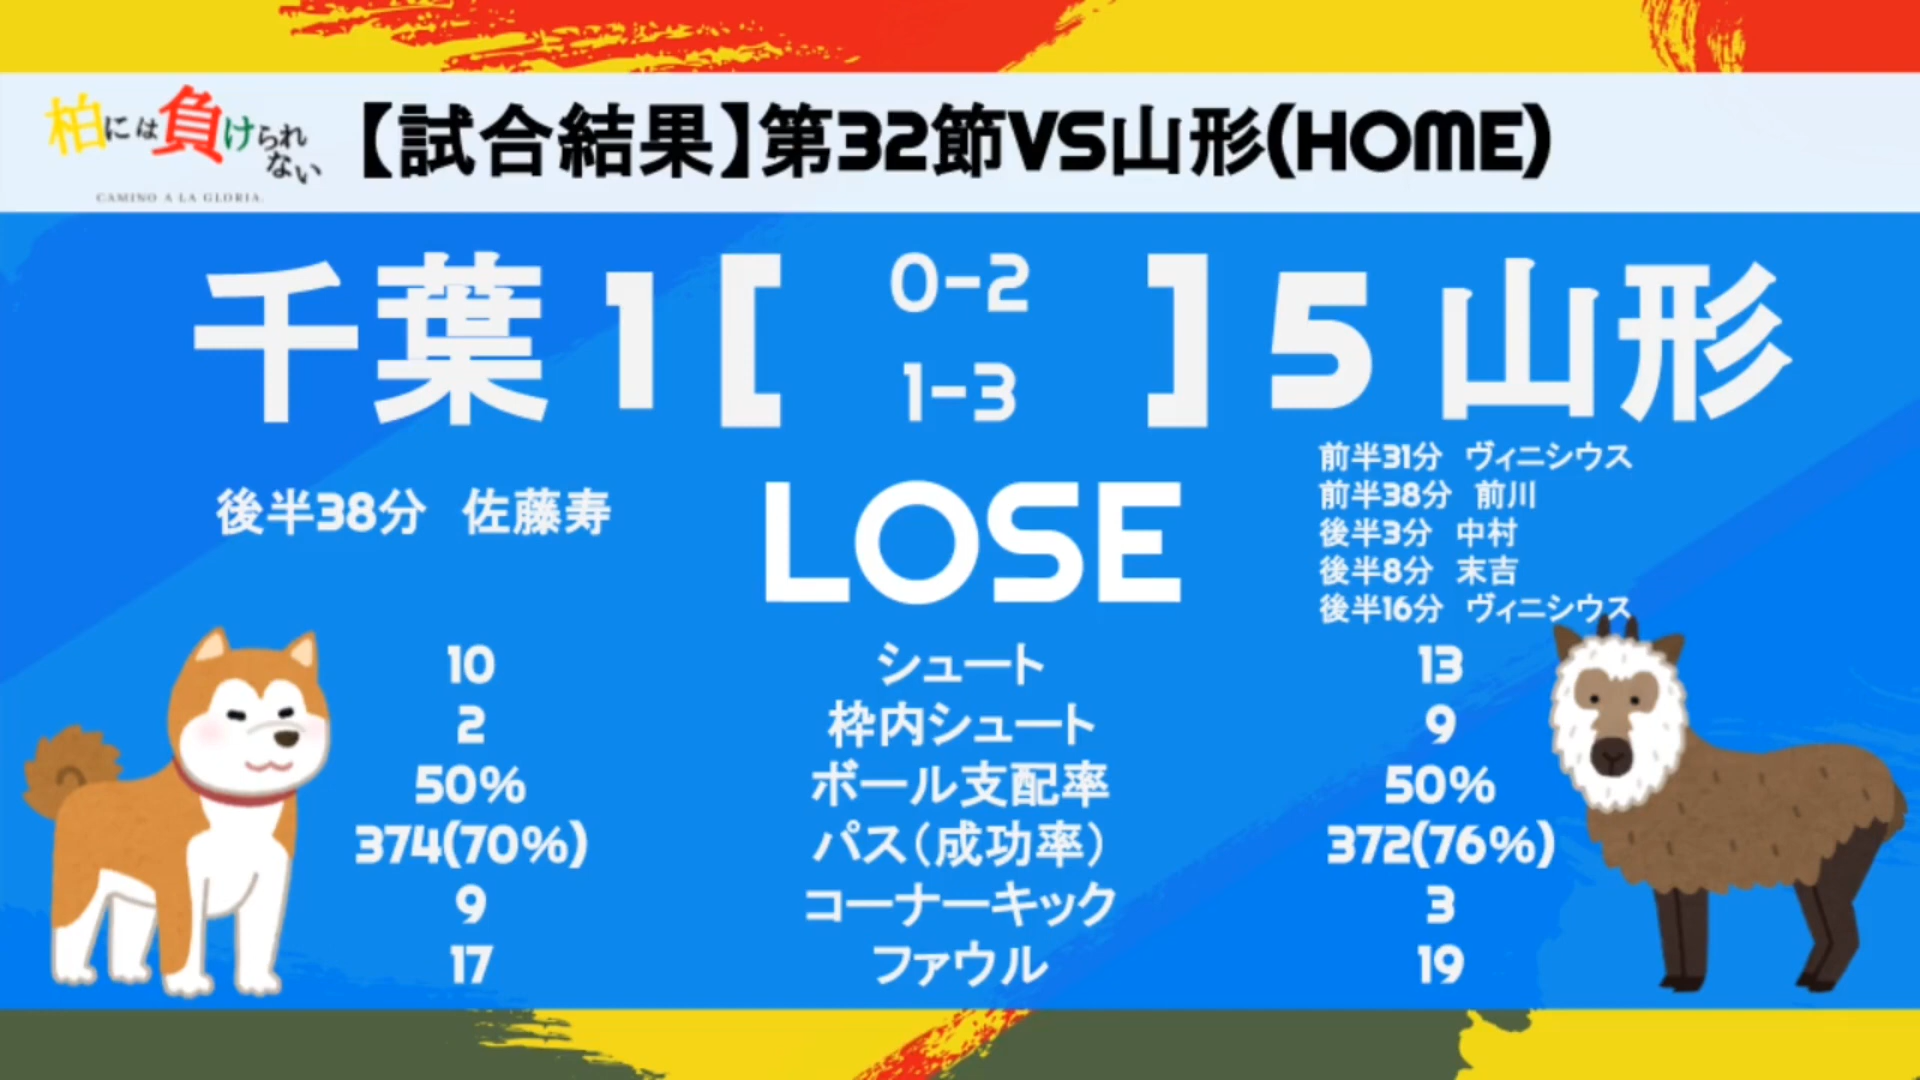 柏には負けられない
CAMINO A LA GLORIA.
【試合結果】第32節VS山形(HOME)
千葉 1 [ 0-2 1-3 ] 5 山形
後半38分 佐藤寿
LOSE
前半31分 ヴィニシウス
前半38分 前川
後半3分 中村
後半8分 末吉
後半16分 ヴィニシウス
10 シュート 13
2 枠内シュート 9
50% ボール支配率 50%
374(70%) パス(成功率) 372(76%)
9 コーナーキック 3
17 ファウル 19